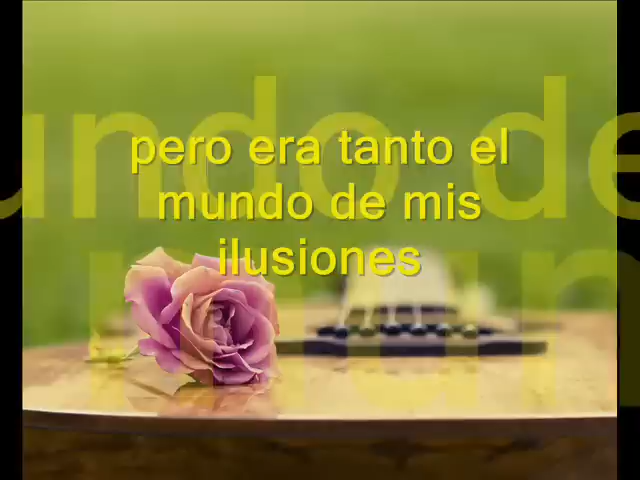 pero era tanto el
mundo de mis
ilusiones